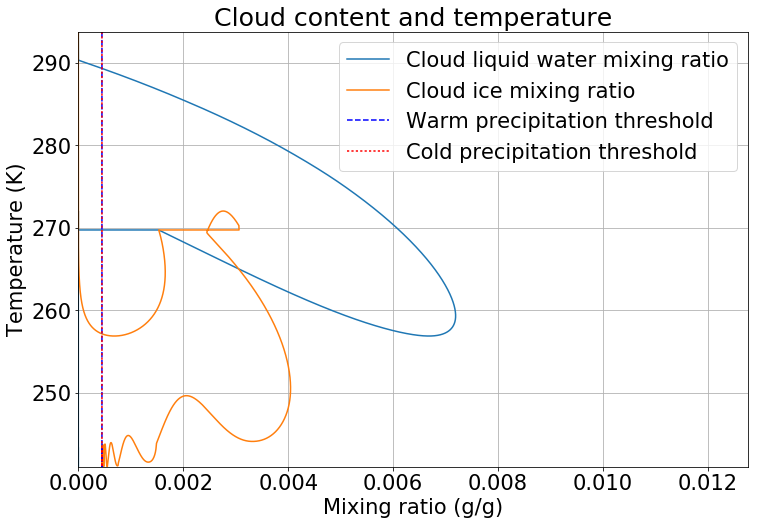 Cloud content and temperature
Cloud liquid water mixing ratio
Cloud ice mixing ratio
Warm precipitation threshold
Cold precipitation threshold
Temperature (K)
290
280
270
260
250
0.000 0.002 0.004 0.006 0.008 0.010 0.012
Mixing ratio (g/g)